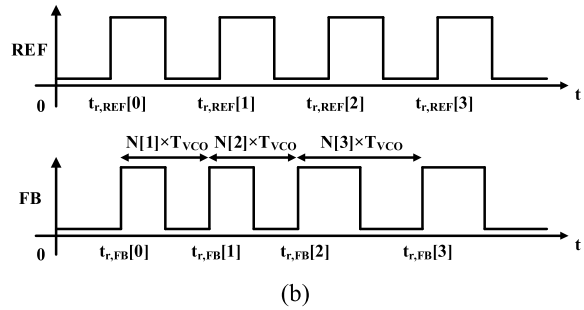 REF
0 t_r,REF[0] t_r,REF[1] t_r,REF[2] t_r,REF[3] t
N[1]×T_VCO N[2]×T_VCO N[3]×T_VCO
FB
0 t_r,FB[0] t_r,FB[1] t_r,FB[2] t_r,FB[3] t
(b)